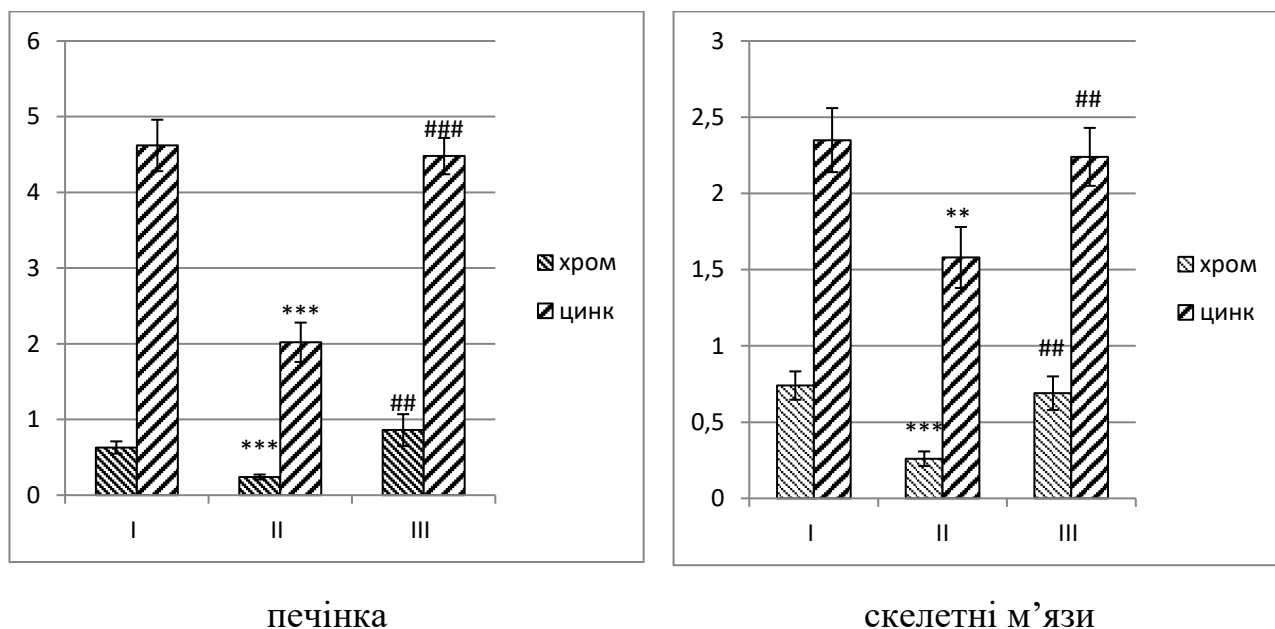 6
5
4
3
2
1
0
***
***
##
###
I
II
III
хром
цинк
печінка
3
2,5
2
1,5
1
0,5
0
***
**
##
##
I
II
III
хром
цинк
скелетні м’язи